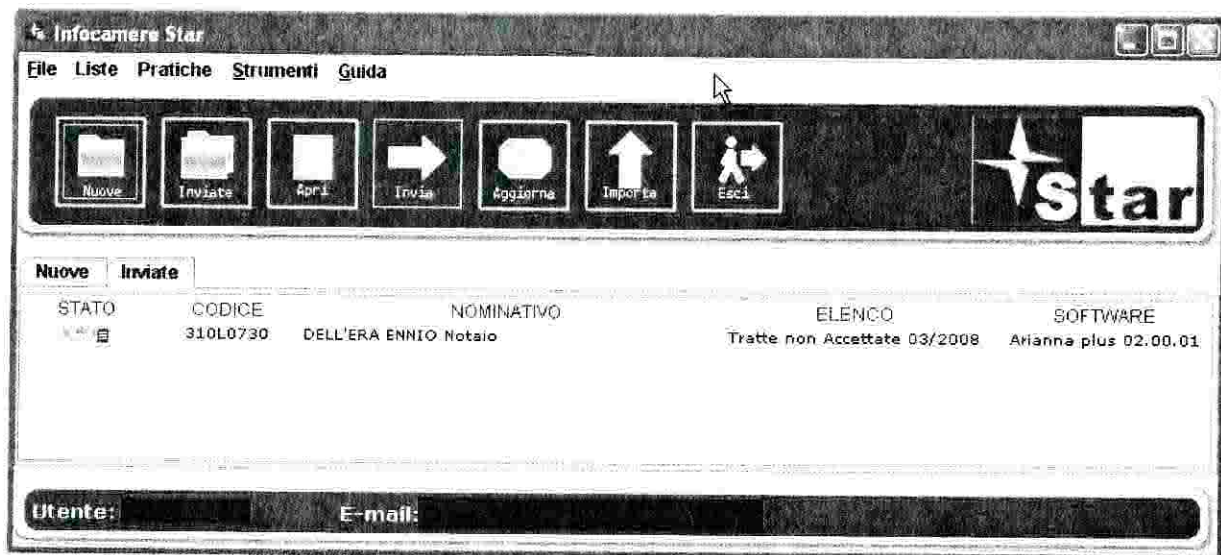 Infocamere Star
File Liste Pratiche Strumenti Guida
Nuove Inviate Apri Invia Aggiorna Importa Esci
Star
Nuove Inviate
STATO CODICE NOMINATIVO ELENCO SOFTWARE
310L0730 DELL'ERA ENNIO Notaio Tratte non Accettate 03/2008 Arianna plus 02.00.01
Utente: E-mail: